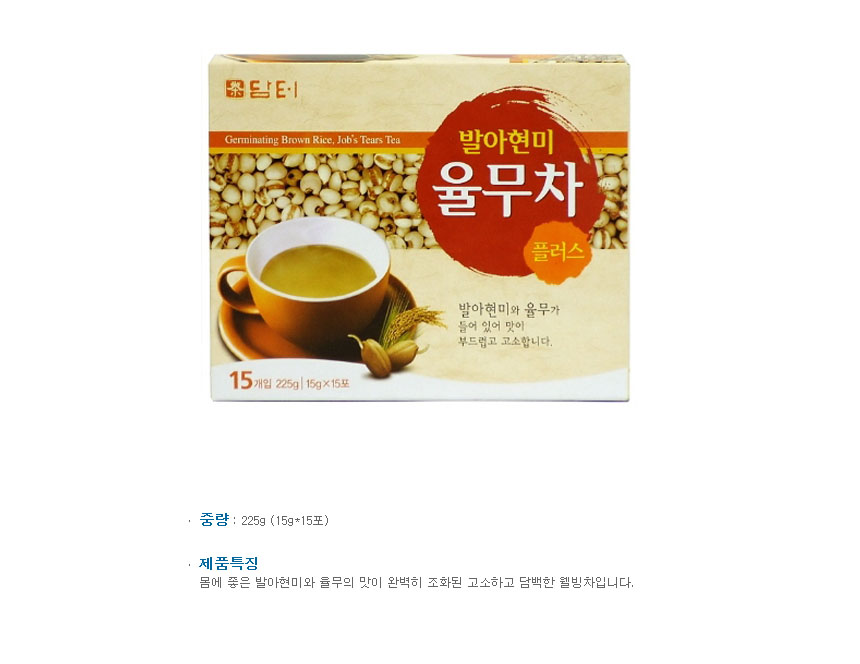 茶 담터
Germinating Brown Rice, Job's Tears Tea
발아현미
율무차
플러스
발아현미와 율무가
들어 있어 맛이
부드럽고 고소합니다.
15개입 225g | 15g×15포
· 중량 : 225g (15g*15포)
· 제품특징
몸에 좋은 발아현미와 율무의 맛이 완벽히 조화된 고소하고 담백한 웰빙차입니다.